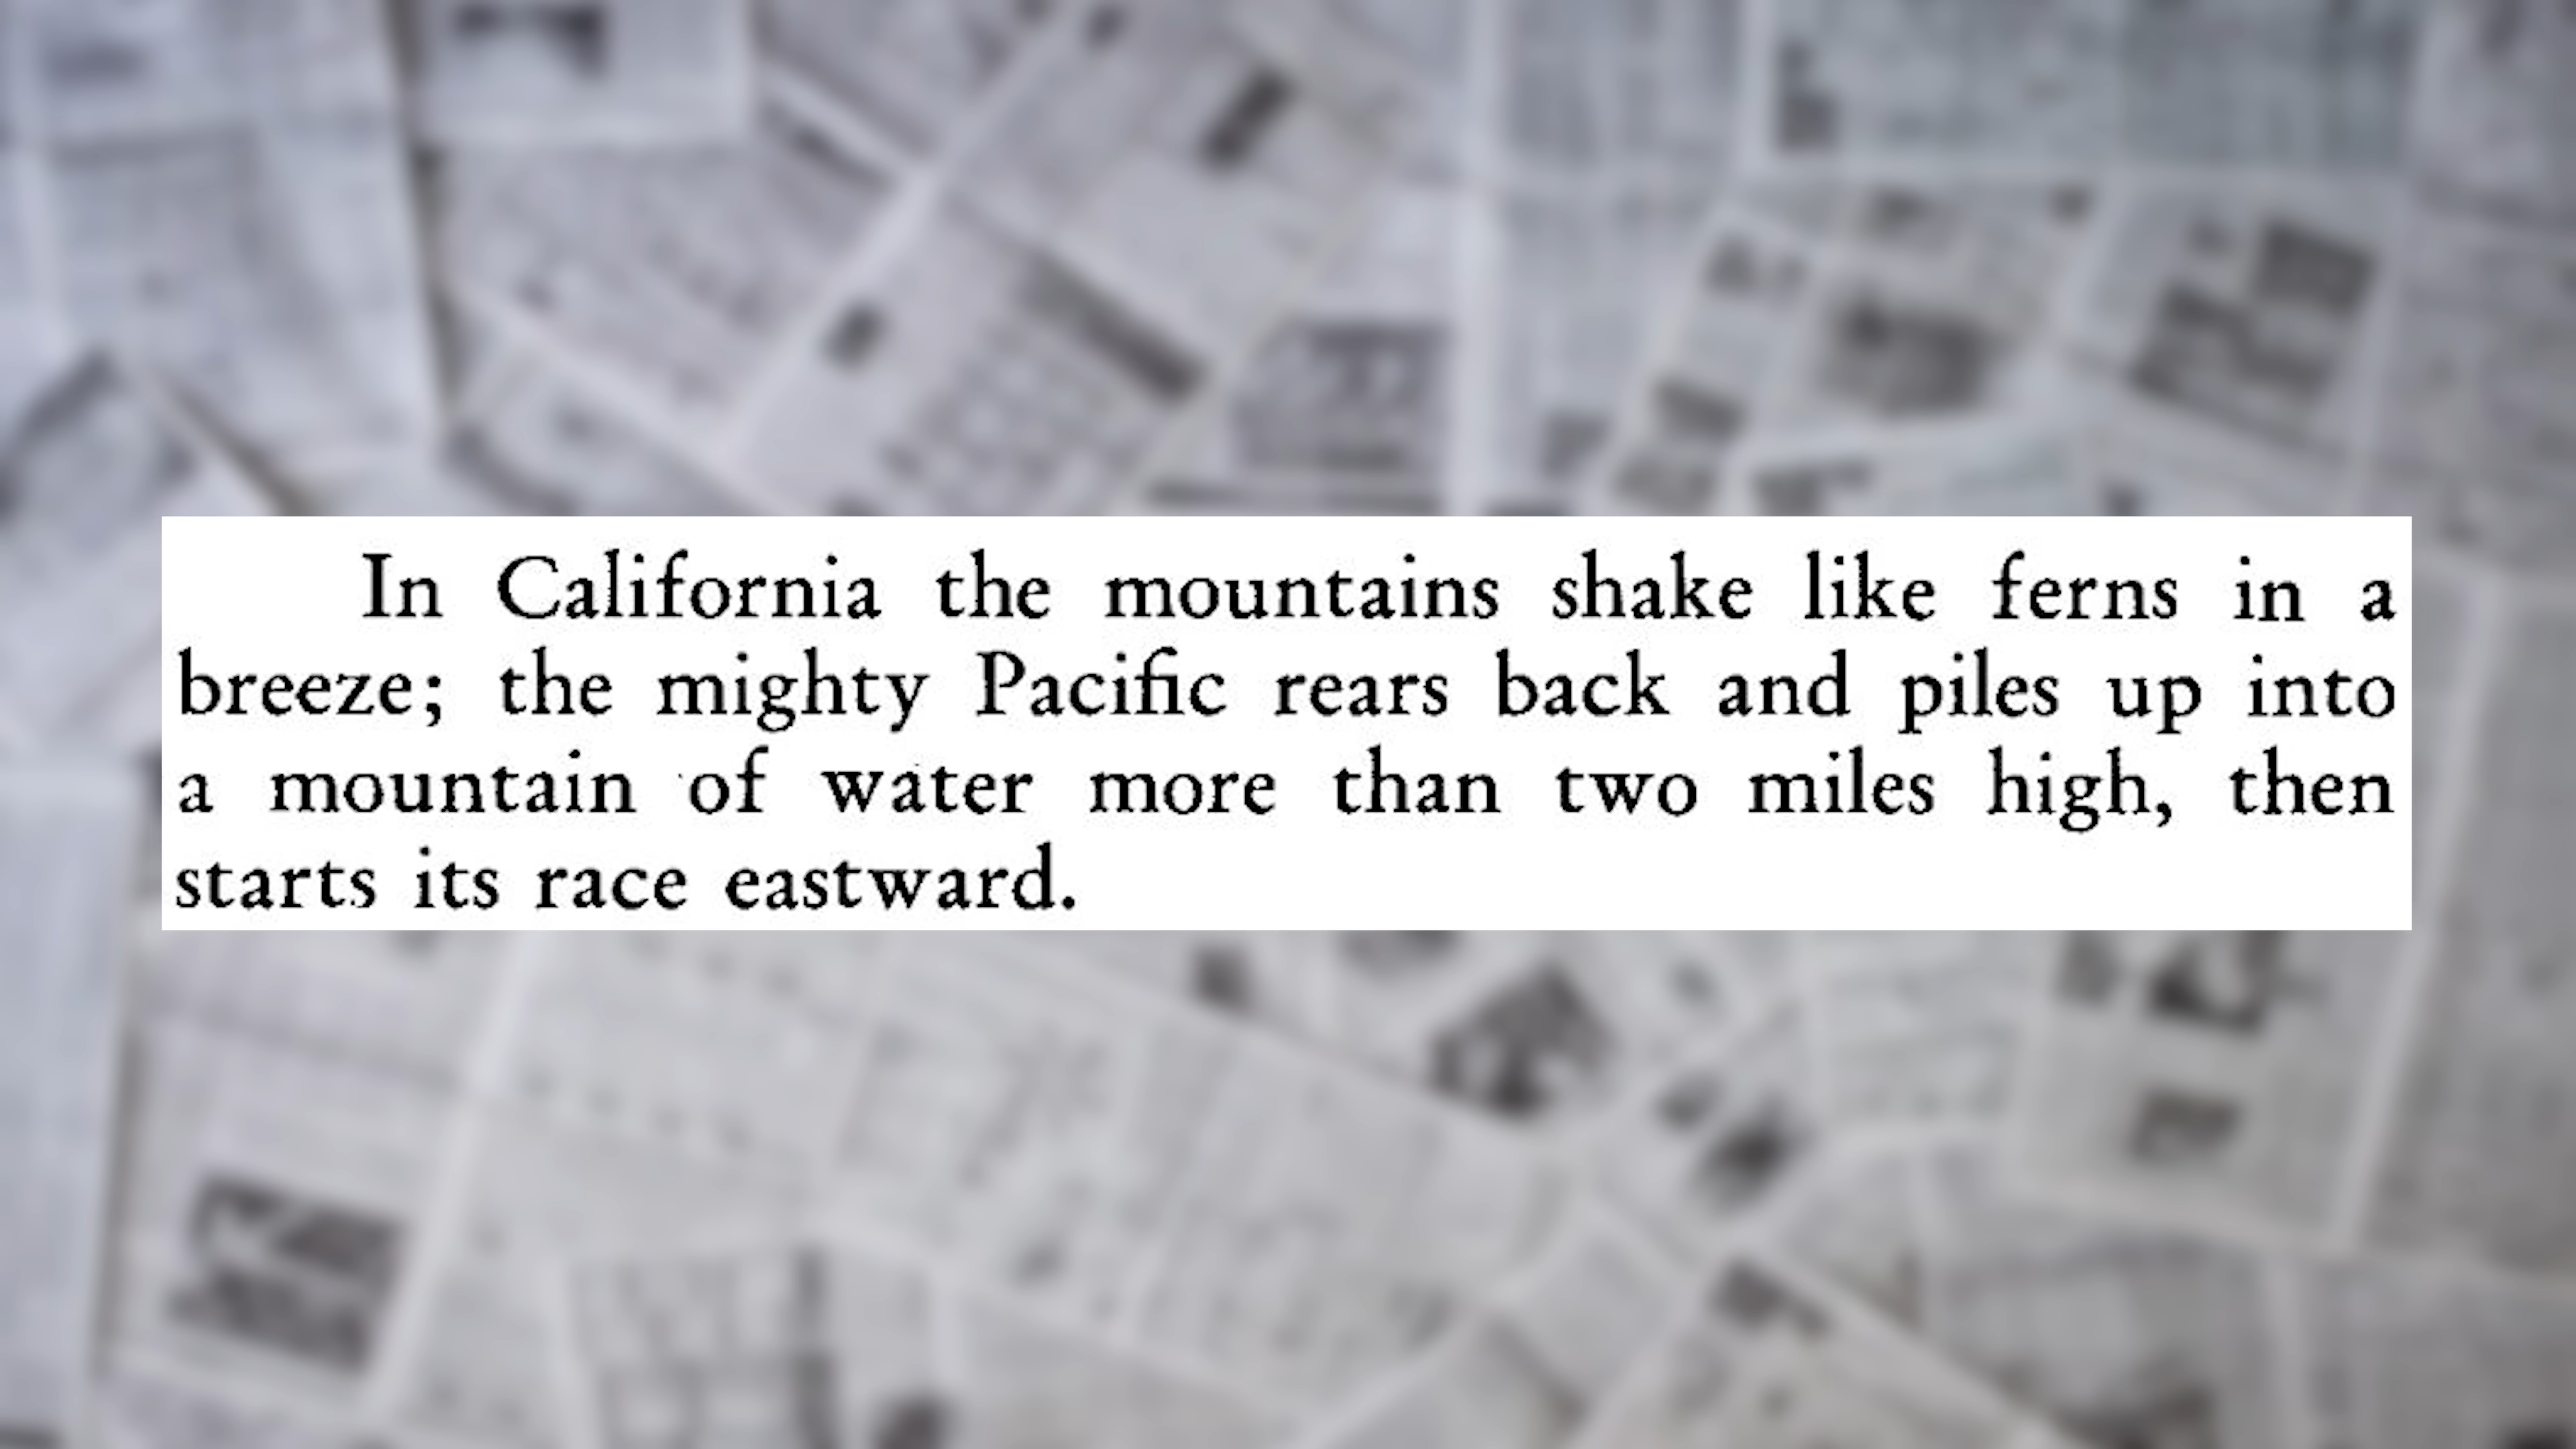 In California the mountains shake like ferns in a
breeze; the mighty Pacific rears back and piles up into
a mountain of water more than two miles high, then
starts its race eastward.